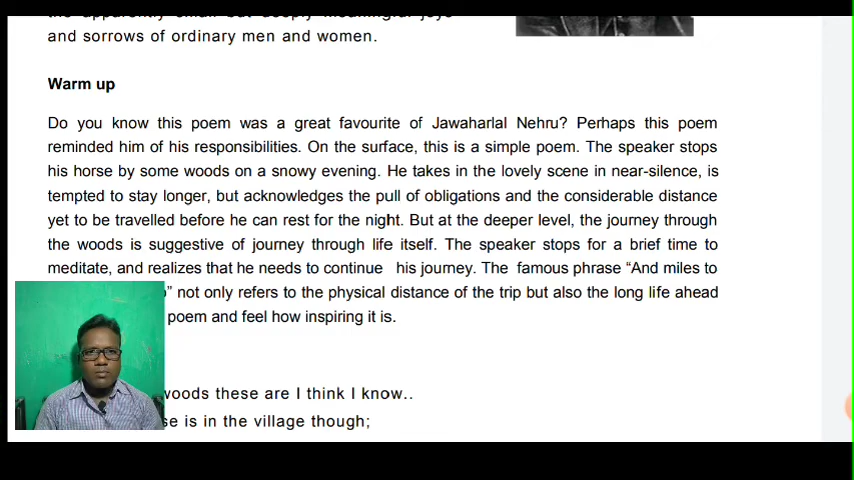 and sorrows of ordinary men and women.
Warm up
Do you know this poem was a great favourite of Jawaharlal Nehru? Perhaps this poem
reminded him of his responsibilities. On the surface, this is a simple poem. The speaker stops
his horse by some woods on a snowy evening. He takes in the lovely scene in near-silence, is
tempted to stay longer, but acknowledges the pull of obligations and the considerable distance
yet to be travelled before he can rest for the night. But at the deeper level, the journey through
the woods is suggestive of journey through life itself. The speaker stops for a brief time to
meditate, and realizes that he needs to continue his journey. The famous phrase “And miles to
” not only refers to the physical distance of the trip but also the long life ahead
poem and feel how inspiring it is.
woods these are I think I know..
is in the village though;